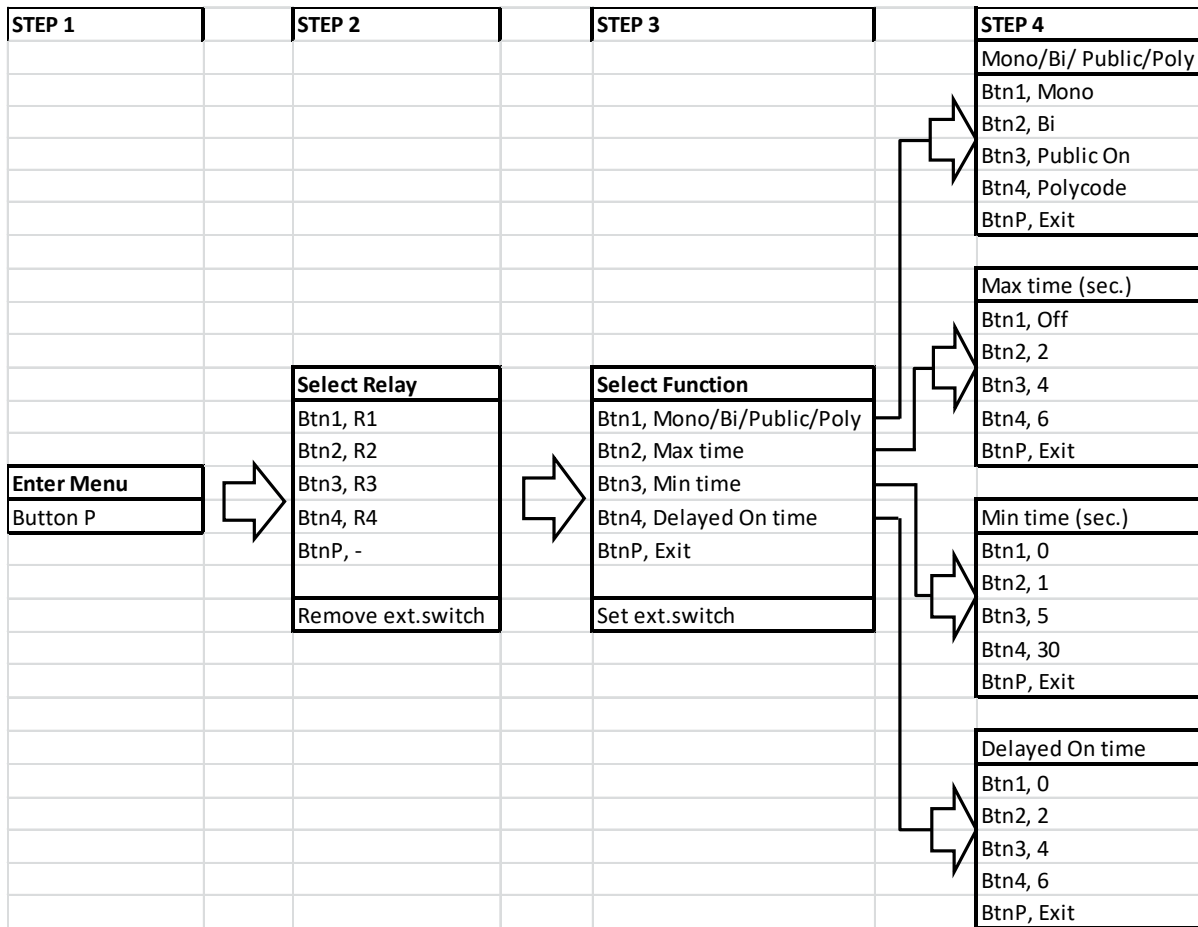 STEP 1
STEP 2
STEP 3
STEP 4
Enter Menu
Button P
Select Relay
Btn1, R1
Btn2, R2
Btn3, R3
Btn4, R4
BtnP, -
Remove ext.switch
Select Function
Btn1, Mono/Bi/Public/Poly
Btn2, Max time
Btn3, Min time
Btn4, Delayed On time
BtnP, Exit
Set ext.switch
Mono/Bi/ Public/Poly
Btn1, Mono
Btn2, Bi
Btn3, Public On
Btn4, Polycode
BtnP, Exit
Max time (sec.)
Btn1, Off
Btn2, 2
Btn3, 4
Btn4, 6
BtnP, Exit
Min time (sec.)
Btn1, 0
Btn2, 1
Btn3, 5
Btn4, 30
BtnP, Exit
Delayed On time
Btn1, 0
Btn2, 2
Btn3, 4
Btn4, 6
BtnP, Exit